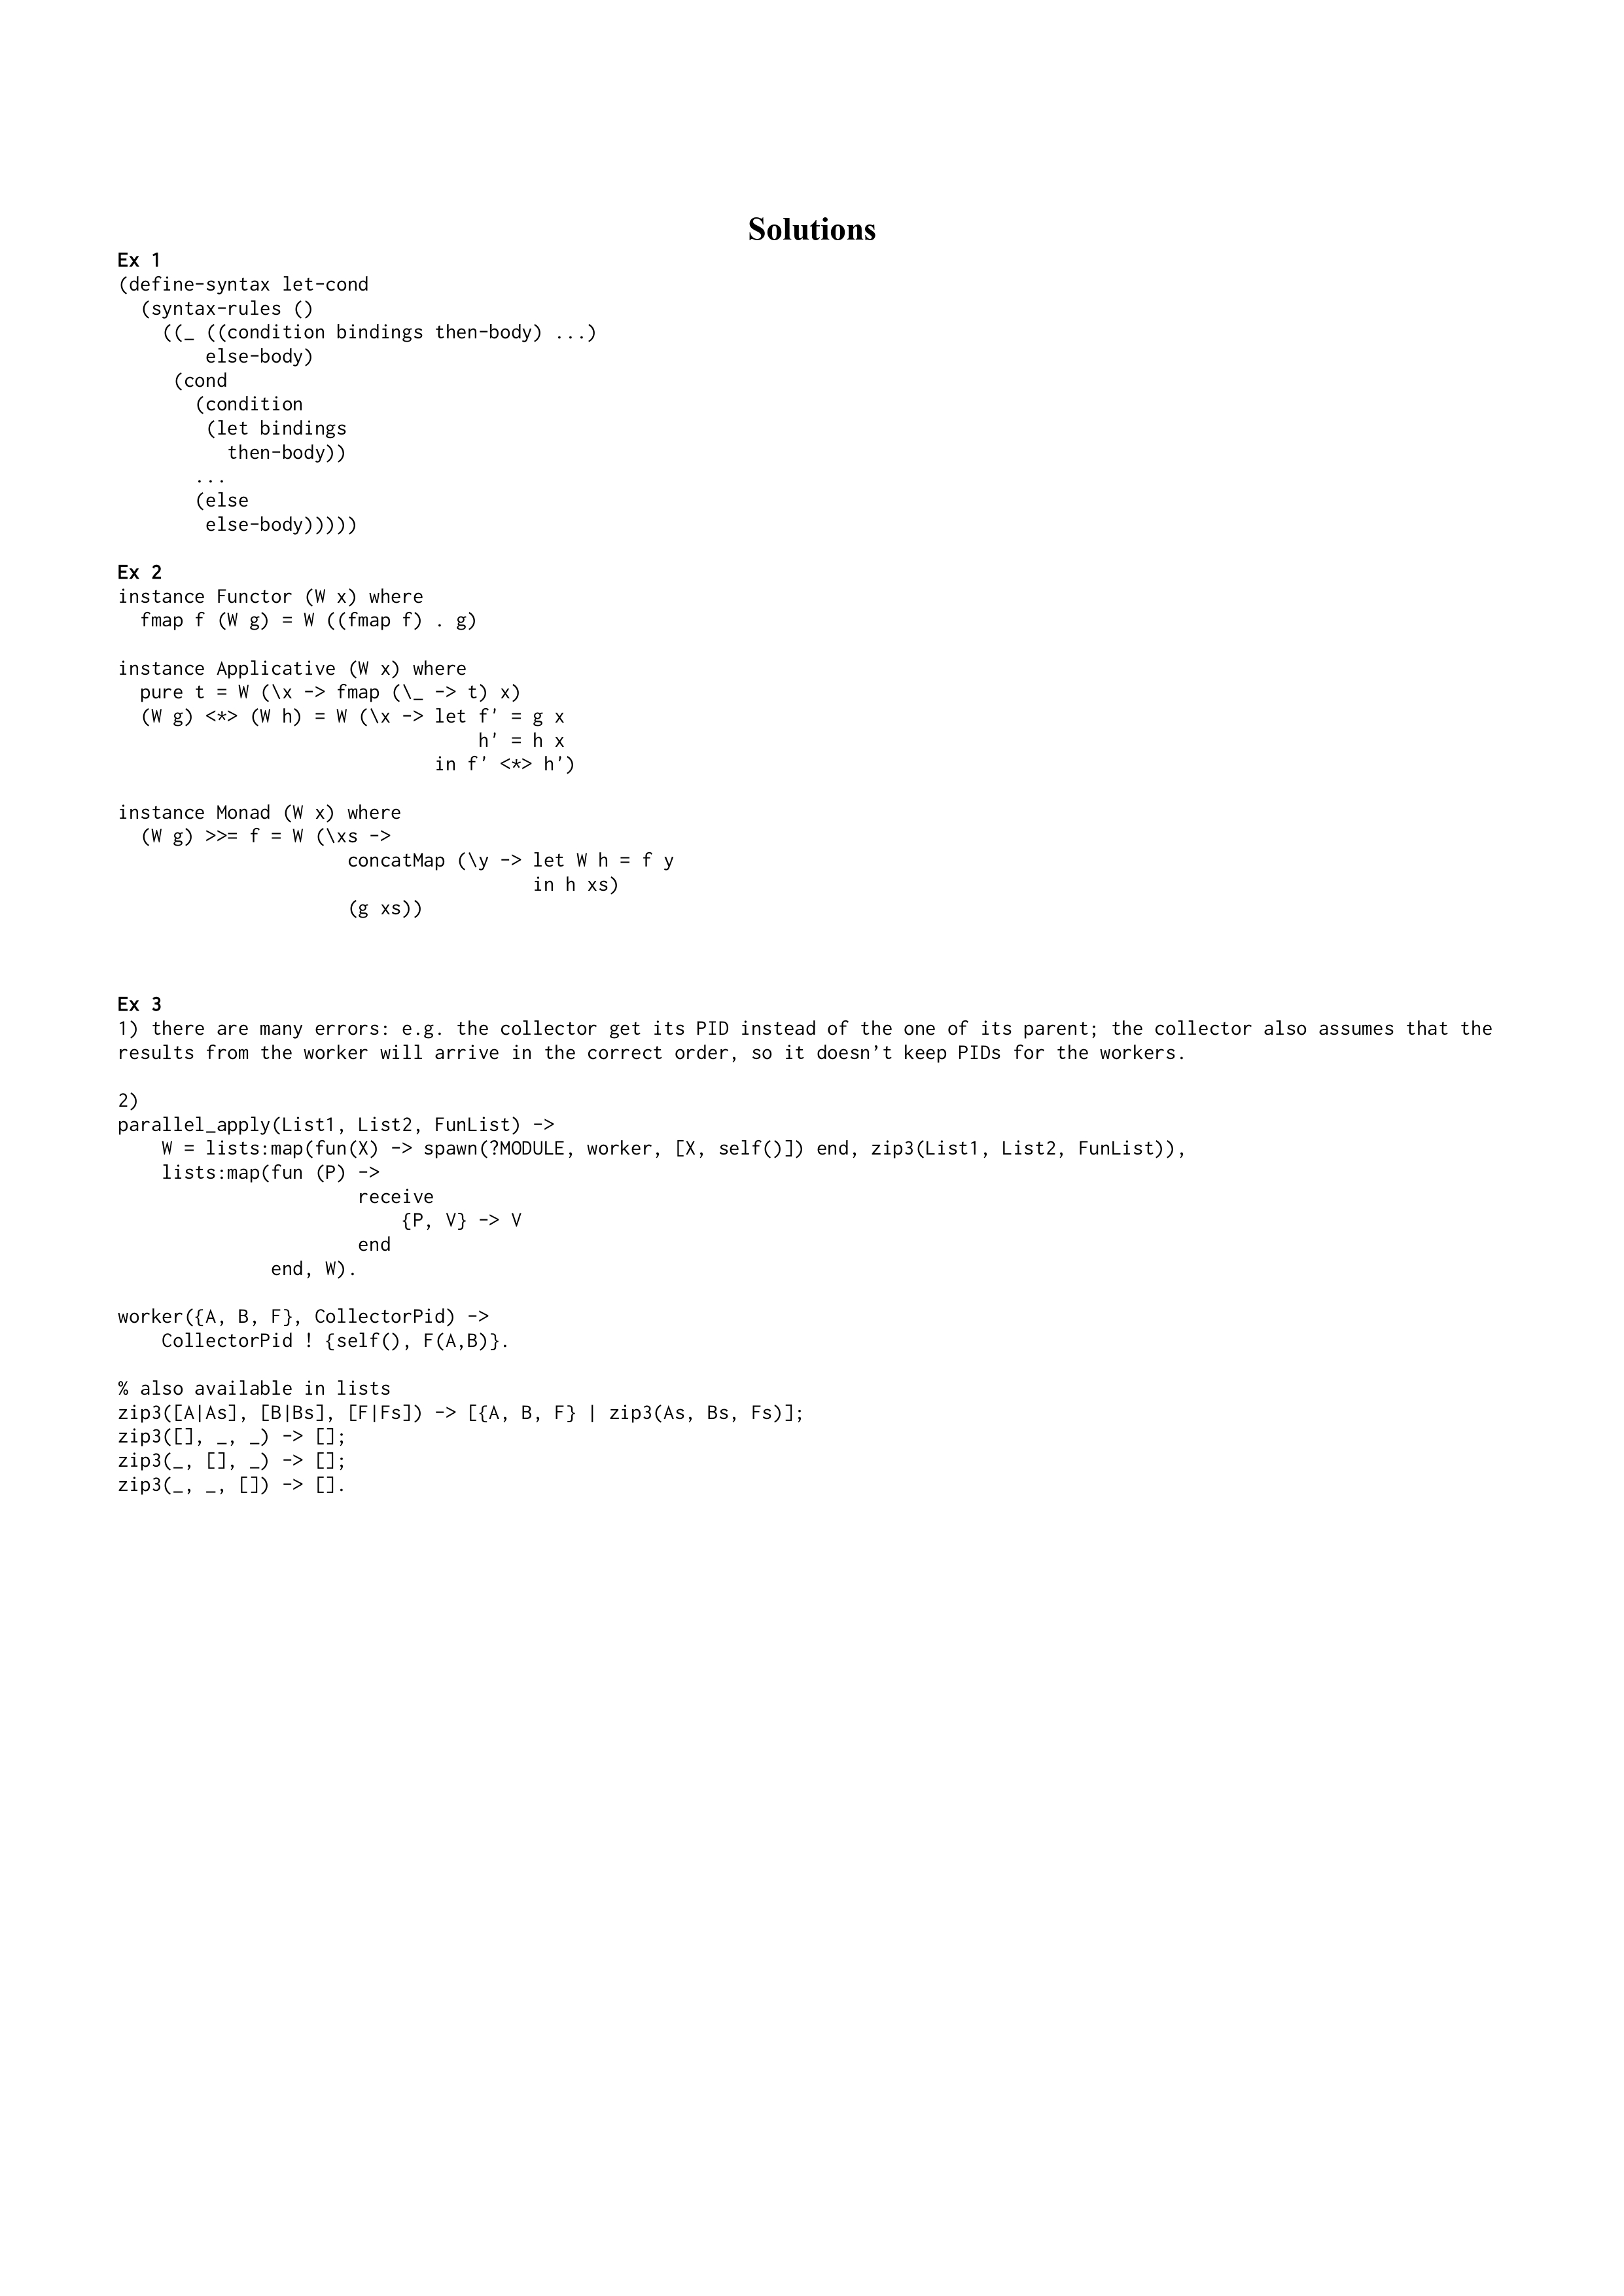 Solutions
Ex 1
(define-syntax let-cond
  (syntax-rules ()
    ((_ ((condition bindings then-body) ...)
        else-body)
     (cond
       (condition
        (let bindings
          then-body))
       ...
       (else
        else-body)))))
Ex 2
instance Functor (W x) where
  fmap f (W g) = W ((fmap f) . g)
instance Applicative (W x) where
  pure t = W (\x -> fmap (\_ -> t) x)
  (W g) <*> (W h) = W (\x -> let f' = g x
                                 h' = h x
                             in f' <*> h')
instance Monad (W x) where
  (W g) >>= f = W (\xs ->
                     concatMap (\y -> let W h = f y
                                      in h xs)
                     (g xs))
Ex 3
1) there are many errors: e.g. the collector get its PID instead of the one of its parent; the collector also assumes that the
results from the worker will arrive in the correct order, so it doesn’t keep PIDs for the workers.
2)
parallel_apply(List1, List2, FunList) ->
    W = lists:map(fun(X) -> spawn(?MODULE, worker, [X, self()]) end, zip3(List1, List2, FunList)),
    lists:map(fun (P) ->
                      receive
                          {P, V} -> V
                      end
              end, W).
worker({A, B, F}, CollectorPid) ->
    CollectorPid ! {self(), F(A,B)}.
% also available in lists
zip3([A|As], [B|Bs], [F|Fs]) -> [{A, B, F} | zip3(As, Bs, Fs)];
zip3([], _, _) -> [];
zip3(_, [], _) -> [];
zip3(_, _, []) -> [].